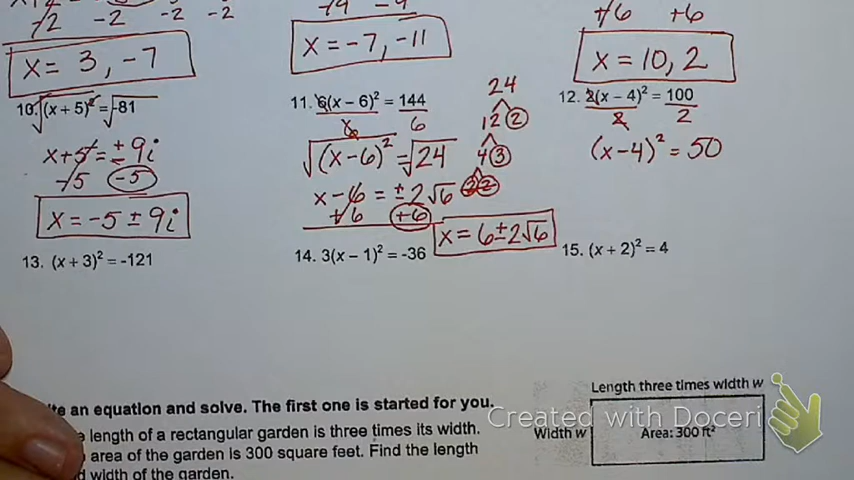 -2 -2 -2 -2
x = 3, -7
x = -7, -11
+6 +6
x = 10, 2
10. √(x + 5)² = √-81
x+5 = ± 9i
-5 -5
x = -5 ± 9i
11. 6(x − 6)² = 144
6 6
√(x-6)² = √24
x - 6 = ± 2√6
+6 +6
x = 6 ± 2√6
24
12 2
4 3
2 2
12. 2(x − 4)² = 100
2 2
(x-4)² = 50
13. (x + 3)² = -121
14. 3(x − 1)² = -36
15. (x + 2)² = 4
an equation and solve. The first one is started for you.
length of a rectangular garden is three times its width.
area of the garden is 300 square feet. Find the length
width of the garden.
Length three times width w
Width w
Area: 300 ft²
Created with Doceri